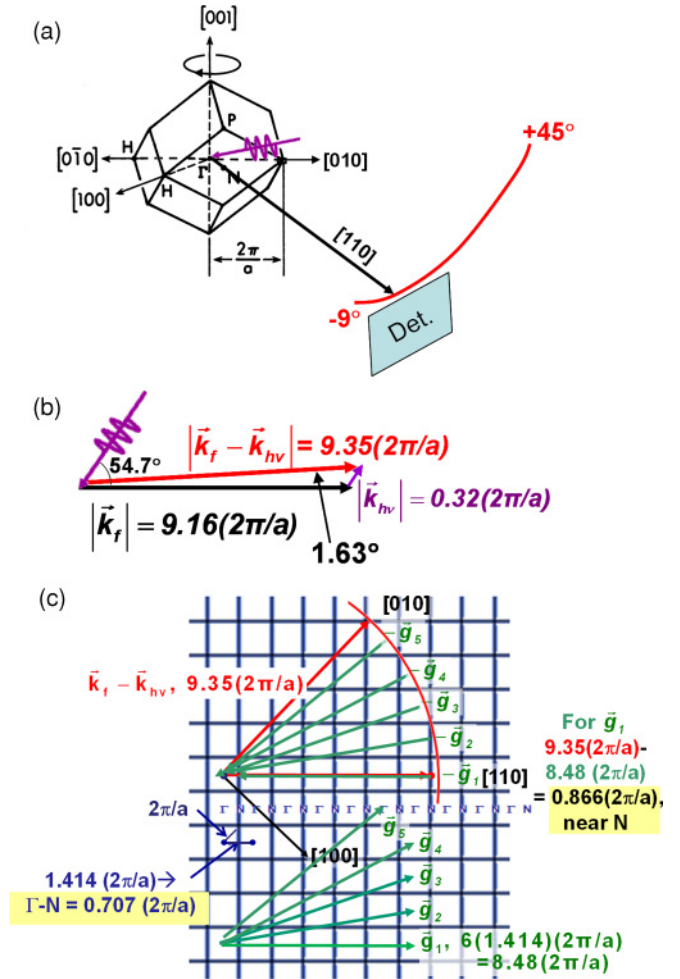 (a)
[001]
P
H
[01̄0]
Γ
N
[010]
[100]
H
2π/a
[110]
+45°
-9°
Det.
(b)
54.7°
|k⃗f − k⃗hν| = 9.35(2π/a)
|k⃗f| = 9.16(2π/a)
|k⃗hν| = 0.32(2π/a)
1.63°
(c)
[010]
−g⃗5
k⃗f − k⃗hν, 9.35(2π/a)
−g⃗4
−g⃗3
−g⃗2
−g⃗1
[110]
For g⃗1
9.35(2π/a)-
8.48 (2π/a)
= 0.866(2π/a),
near N
2π/a
Γ N Γ N Γ N Γ N Γ N Γ N Γ N Γ N Γ N Γ N
g⃗5
[100]
g⃗4
1.414 (2π/a)→
Γ-N = 0.707 (2π/a)
g⃗3
g⃗2
g⃗1, 6(1.414)(2π/a)
=8.48(2π/a)